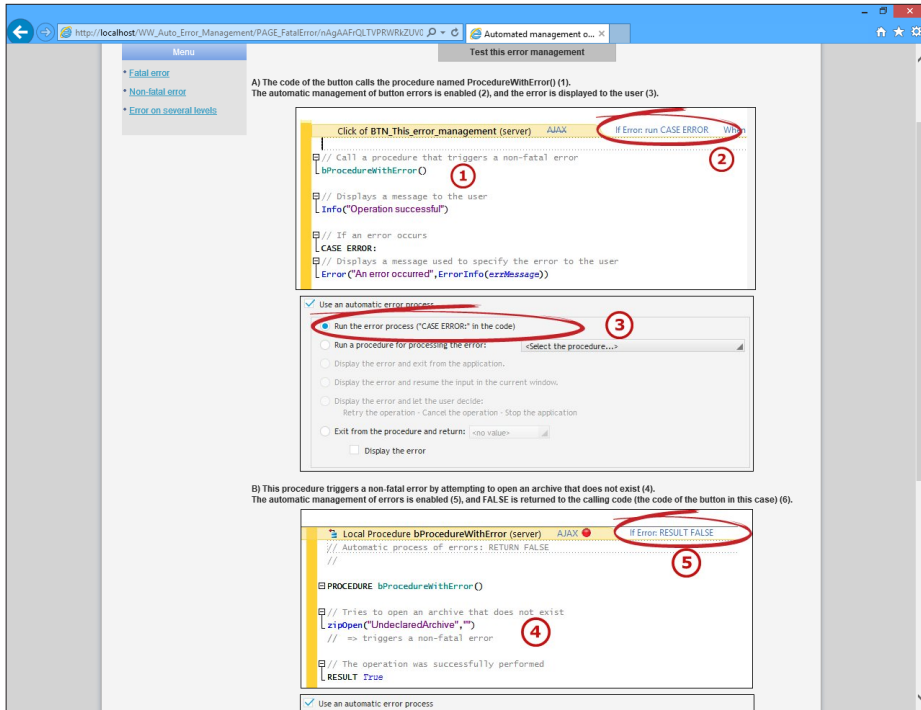 http://localhost/WW_Auto_Error_Management/PAGE_FatalError/
Automated management o...
Menu
Test this error management
Fatal error
Non-fatal error
Error on several levels
A) The code of the button calls the procedure named ProcedureWithError() (1).
The automatic management of button errors is enabled (2), and the error is displayed to the user (3).
Click of BTN_This_error_management (server) AJAX If Error: run CASE ERROR When
2
// Call a procedure that triggers a non-fatal error
bProcedureWithError()
1
// Displays a message to the user
Info("Operation successful")
// If an error occurs
CASE ERROR:
// Displays a message used to specify the error to the user
Error("An error occurred",ErrorInfo(errMessage))
Use an automatic error process
Run the error process ("CASE ERROR:" in the code)
3
Run a procedure for processing the error: <Select the procedure...>
Display the error and exit from the application.
Display the error and resume the input in the current window.
Display the error and let the user decide:
Retry the operation - Cancel the operation - Stop the application
Exit from the procedure and return: <no value>
Display the error
B) This procedure triggers a non-fatal error by attempting to open an archive that does not exist (4).
The automatic management of errors is enabled (5), and FALSE is returned to the calling code (the code of the button in this case) (6).
Local Procedure bProcedureWithError (server) AJAX If Error: RESULT FALSE
// Automatic process of errors: RETURN FALSE
//
5
PROCEDURE bProcedureWithError()
// Tries to open an archive that does not exist
zipOpen("UndeclaredArchive","")
4
// => triggers a non-fatal error
// The operation was successfully performed
RESULT True
Use an automatic error process